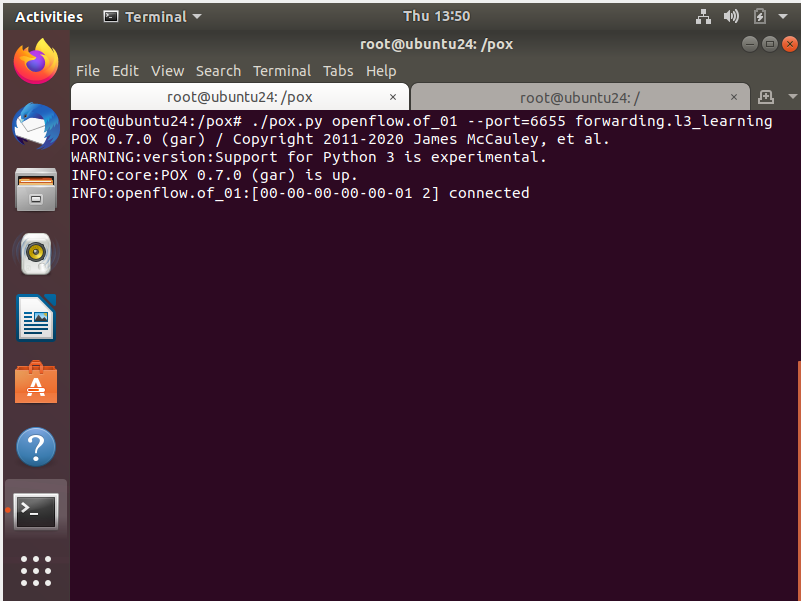 Activities Terminal Thu 13:50
root@ubuntu24: /pox
File Edit View Search Terminal Tabs Help
root@ubuntu24: /pox × root@ubuntu24: / ×
root@ubuntu24:/pox# ./pox.py openflow.of_01 --port=6655 forwarding.l3_learning
POX 0.7.0 (gar) / Copyright 2011-2020 James McCauley, et al.
WARNING:version:Support for Python 3 is experimental.
INFO:core:POX 0.7.0 (gar) is up.
INFO:openflow.of_01:[00-00-00-00-00-01 2] connected